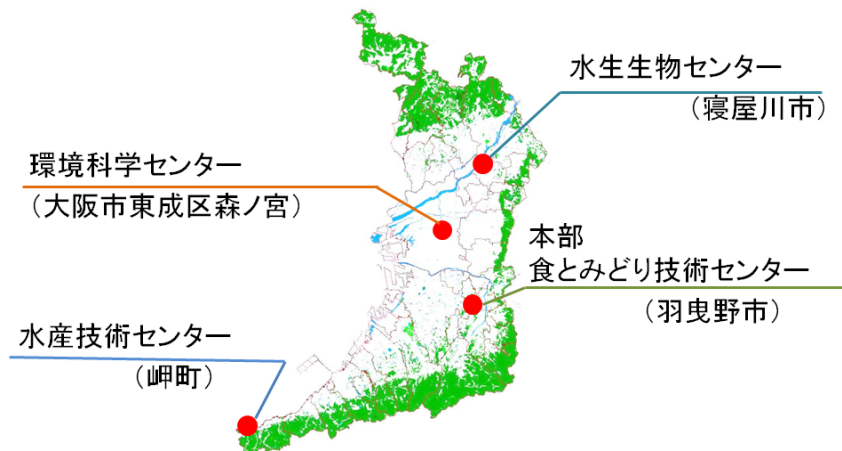 水生生物センター
（寝屋川市）
環境科学センター
（大阪市東成区森ノ宮）
本部
食とみどり技術センター
（羽曳野市）
水産技術センター
（岬町）